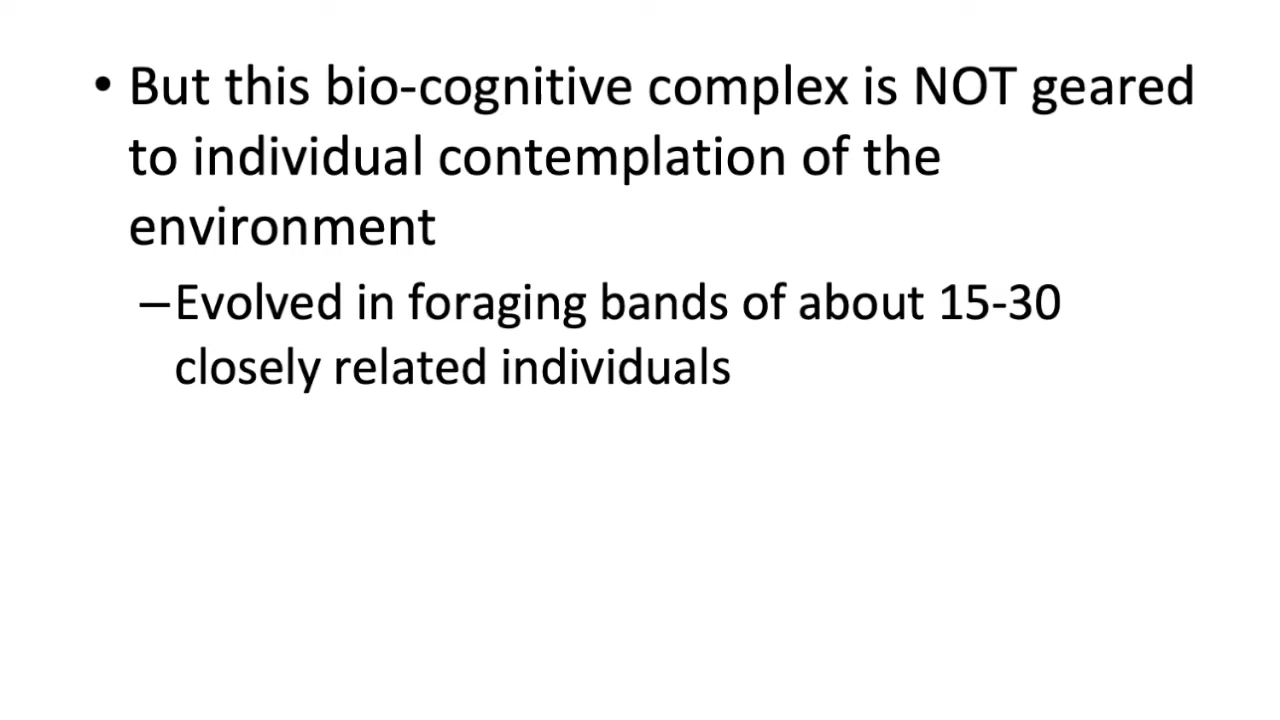 • But this bio-cognitive complex is NOT geared
to individual contemplation of the
environment
–Evolved in foraging bands of about 15-30
closely related individuals